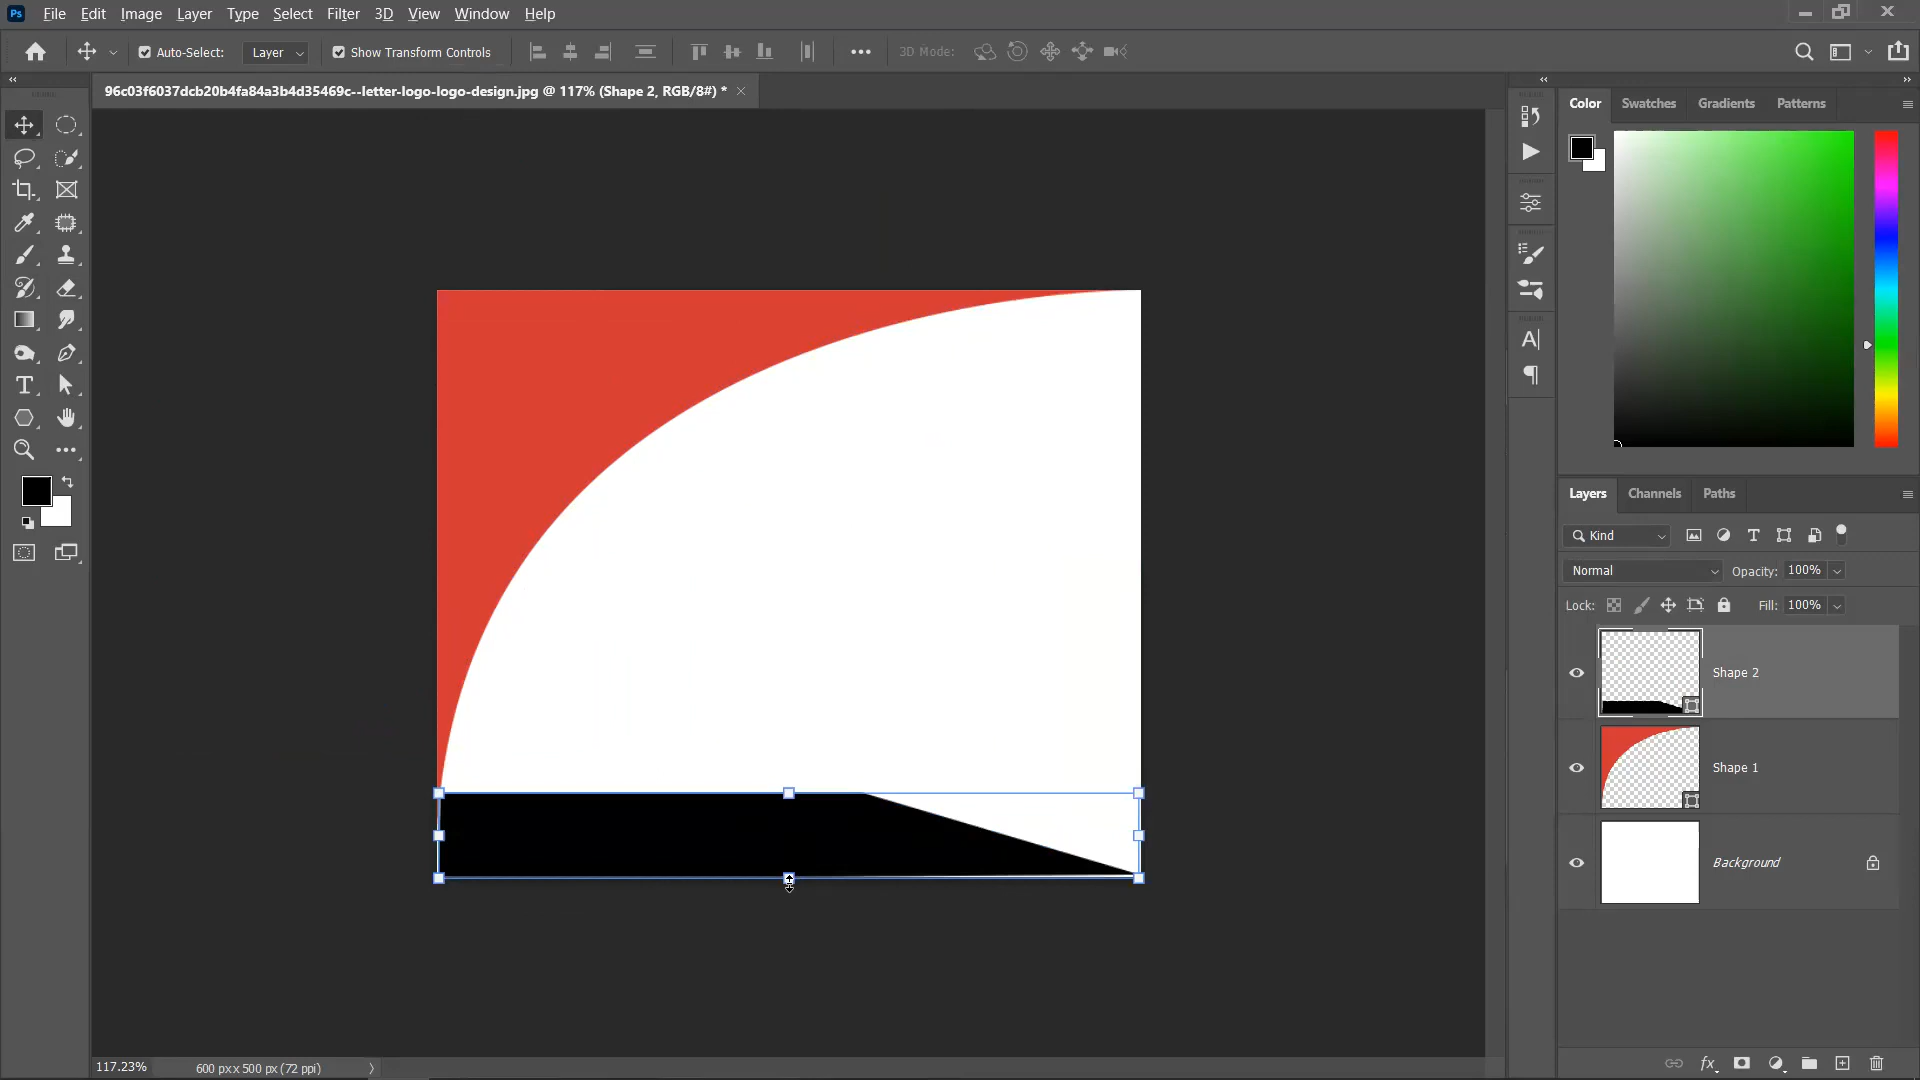 Ps File Edit Image Layer Type Select Filter 3D View Window Help
Auto-Select: Layer Show Transform Controls 3D Mode:
96c03f6037dcb20b4fa84a3b4d35469c--letter-logo-logo-design.jpg @ 117% (Shape 2, RGB/8#) *
Color Swatches Gradients Patterns
Layers Channels Paths
Kind
Normal Opacity: 100%
Lock: Fill: 100%
Shape 2
Shape 1
Background
fx
117.23% 600 px x 500 px (72 ppi)